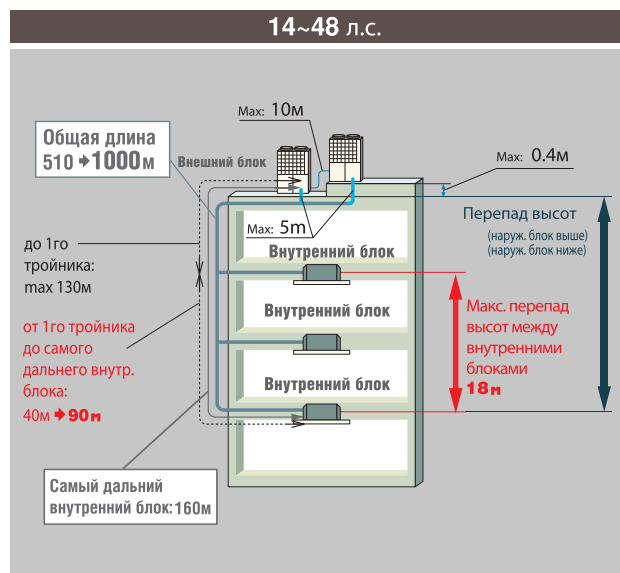 14~48 л.с.
Max: 10м
Общая длина
510 ➔1000м
Внешний блок
Max: 0.4м
Max: 5m
Перепад высот
(наруж. блок выше)
(наруж. блок ниже)
до 1го
тройника:
max 130м
Внутренний блок
Внутренний блок
Макс. перепад
высот между
внутренними
блоками
18м
от 1го тройника
до самого
дальнего внутр.
блока:
40м ➔90м
Внутренний блок
Самый дальний
внутренний блок:160м